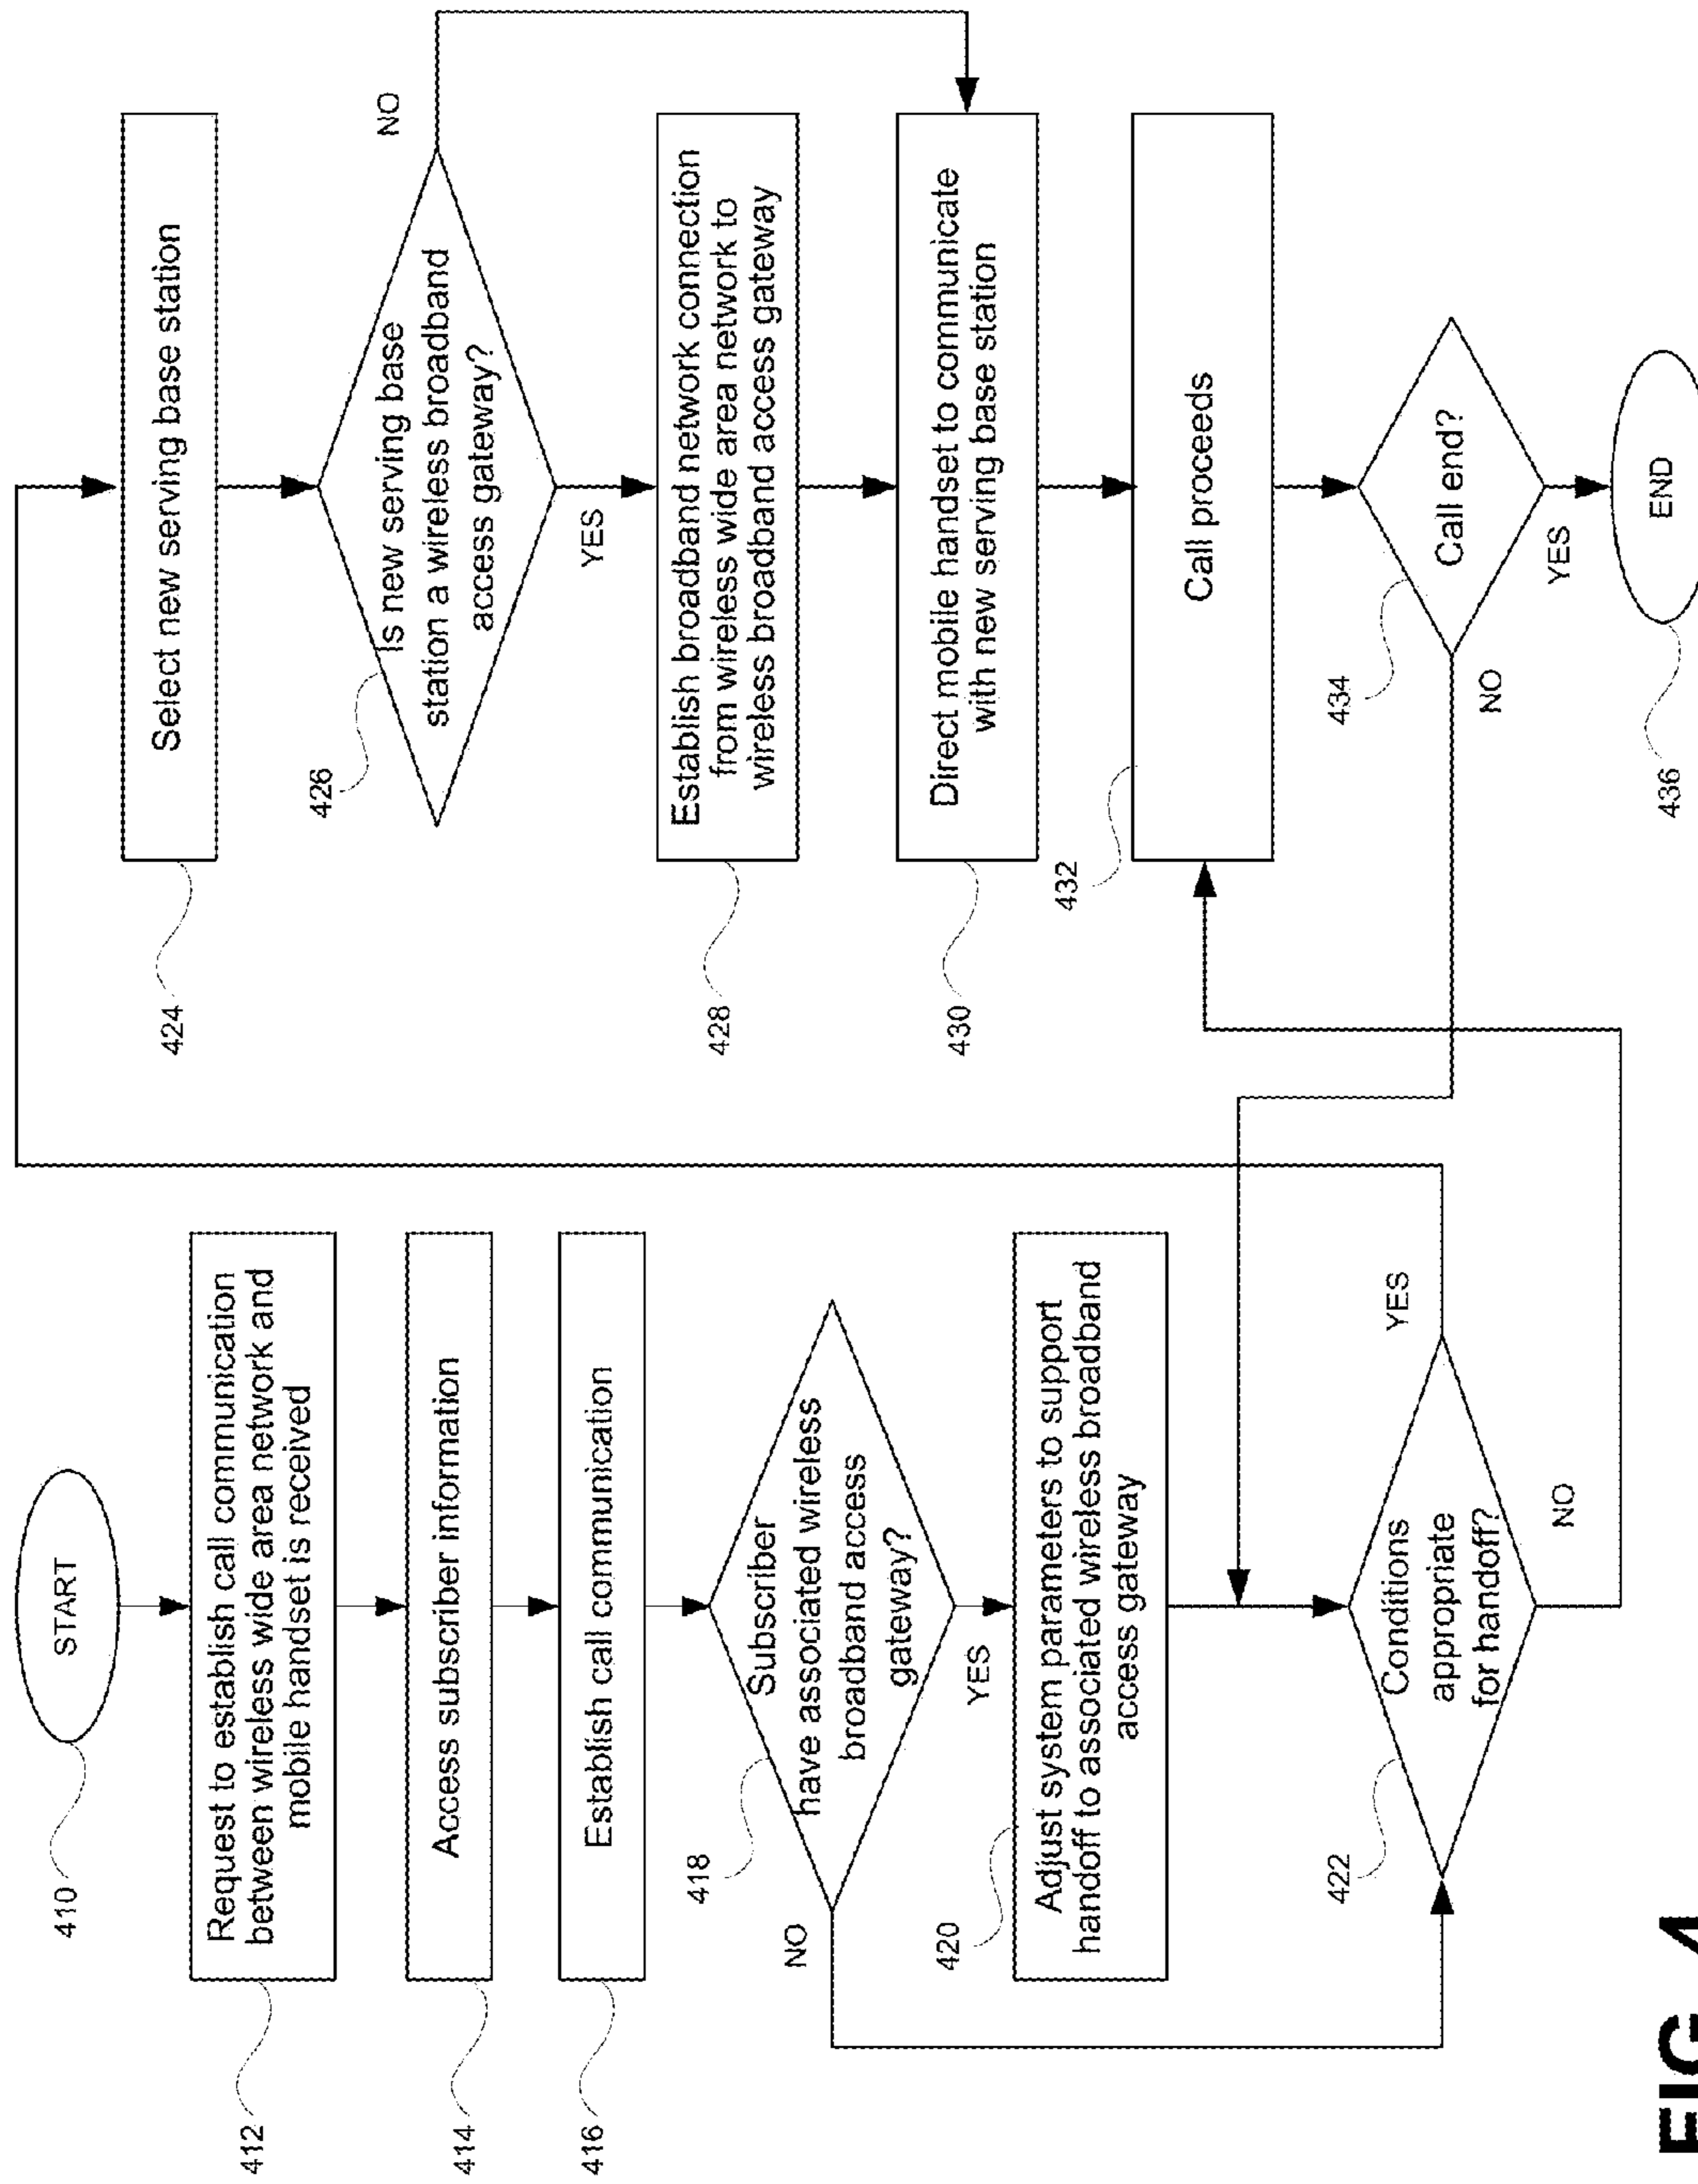 START
410
Request to establish call communication
between wireless wide area network and
mobile handset is received
412
Access subscriber information
414
Establish call communication
416
Subscriber
have associated wireless
broadband access
gateway?
418
NO
YES
Adjust system parameters to support
handoff to associated wireless broadband
access gateway
420
Conditions
appropriate
for handoff?
422
YES
NO
Select new serving base station
424
Is new serving base
station a wireless broadband
access gateway?
426
NO
YES
Establish broadband network connection
from wireless wide area network to
wireless broadband access gateway
428
Direct mobile handset to communicate
with new serving base station
430
Call proceeds
432
Call end?
434
NO
YES
END
436
FIG. 4